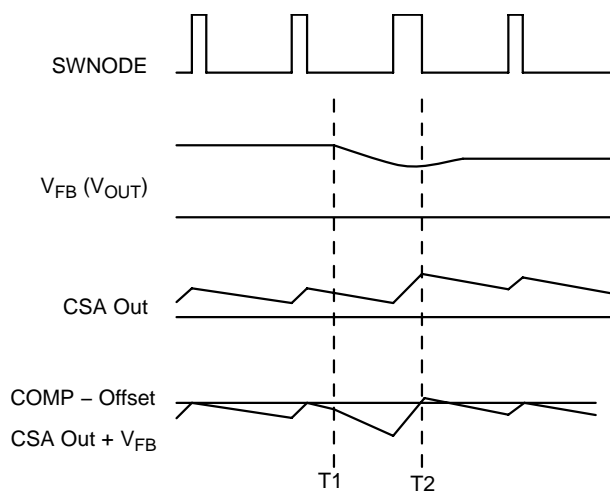 SWNODE
V_FB (V_OUT)
CSA Out
COMP – Offset
CSA Out + V_FB
T1 T2